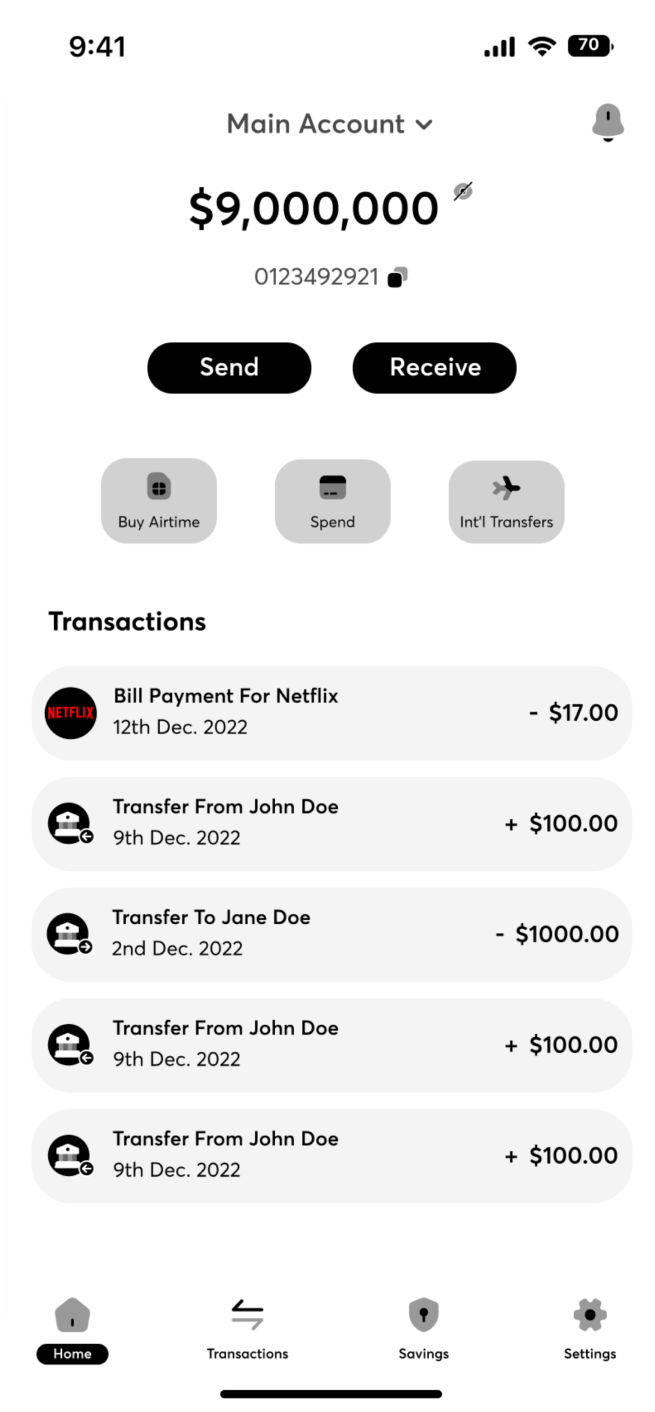 9:41
70
Main Account
$9,000,000
0123492921
Send Receive
Buy Airtime Spend Int'l Transfers
Transactions
NETFLIX
Bill Payment For Netflix
- $17.00
12th Dec. 2022
Transfer From John Doe
+ $100.00
9th Dec. 2022
Transfer To Jane Doe
- $1000.00
2nd Dec. 2022
Transfer From John Doe
+ $100.00
9th Dec. 2022
Transfer From John Doe
+ $100.00
9th Dec. 2022
Home Transactions Savings Settings